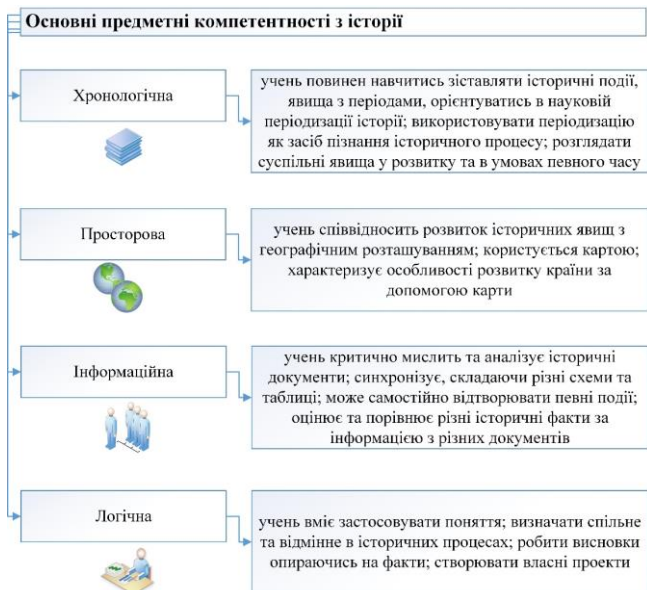 Основні предметні компетентності з історії
Хронологічна
учень повинен навчитись зіставляти історичні події,
явища з періодами, орієнтуватись в науковій
періодизації історії; використовувати періодизацію
як засіб пізнання історичного процесу; розглядати
суспільні явища у розвитку та в умовах певного часу
Просторова
учень співвідносить розвиток історичних явищ з
географічним розташуванням; користується картою;
характеризує особливості розвитку країни за
допомогою карти
Інформаційна
учень критично мислить та аналізує історичні
документи; синхронізує, складаючи різні схеми та
таблиці; може самостійно відтворювати певні події;
оцінює та порівнює різні історичні факти за
інформацією з різних документів
Логічна
учень вміє застосовувати поняття; визначати спільне
та відмінне в історичних процесах; робити висновки
опираючись на факти; створювати власні проекти